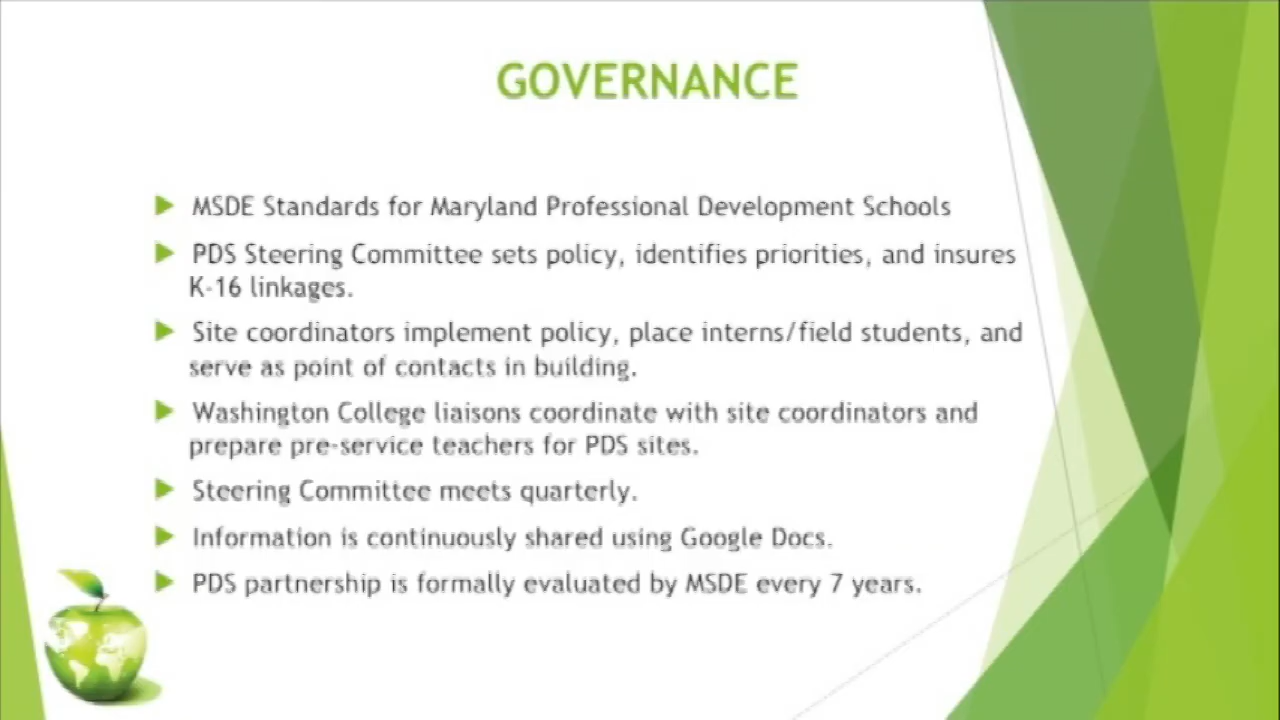 GOVERNANCE
MSDE Standards for Maryland Professional Development Schools
PDS Steering Committee sets policy, identifies priorities, and insures
K-16 linkages.
Site coordinators implement policy, place interns/field students, and
serve as point of contacts in building.
Washington College liaisons coordinate with site coordinators and
prepare pre-service teachers for PDS sites.
Steering Committee meets quarterly.
Information is continuously shared using Google Docs.
PDS partnership is formally evaluated by MSDE every 7 years.